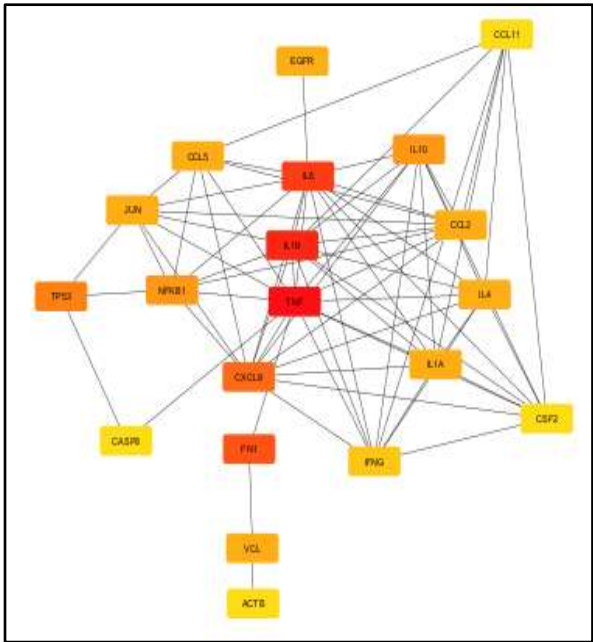 CCL11
EGFR
CCL5
IL10
IL6
JUN
CCL2
IL1B
TP53
NFKB1
IL4
TNF
IL1A
CXCL8
CSF2
CASP8
FN1
IFNG
VCL
ACTB